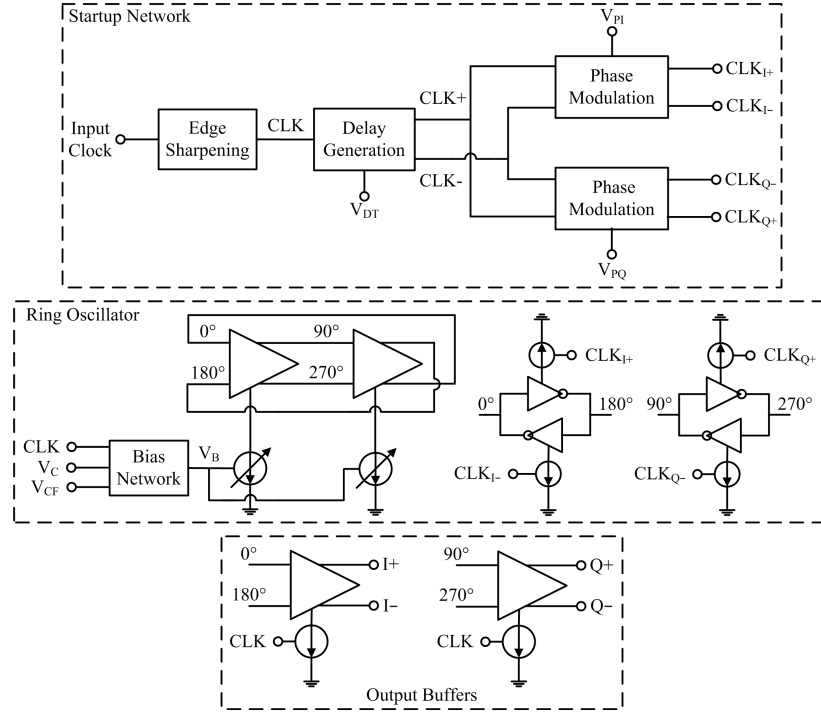 Startup Network
V_PI
Phase
Modulation
CLK_I+
CLK_I−
Input
Clock
Edge
Sharpening
CLK
Delay
Generation
CLK+
CLK-
V_DT
Phase
Modulation
CLK_Q−
CLK_Q+
V_PQ
Ring Oscillator
0°
90°
180°
270°
CLK
V_C
V_CF
Bias
Network
V_B
CLK_I+
0°
180°
CLK_I−
CLK_Q+
90°
270°
CLK_Q−
0°
I+
180°
I−
CLK
90°
Q+
270°
Q−
CLK
Output Buffers